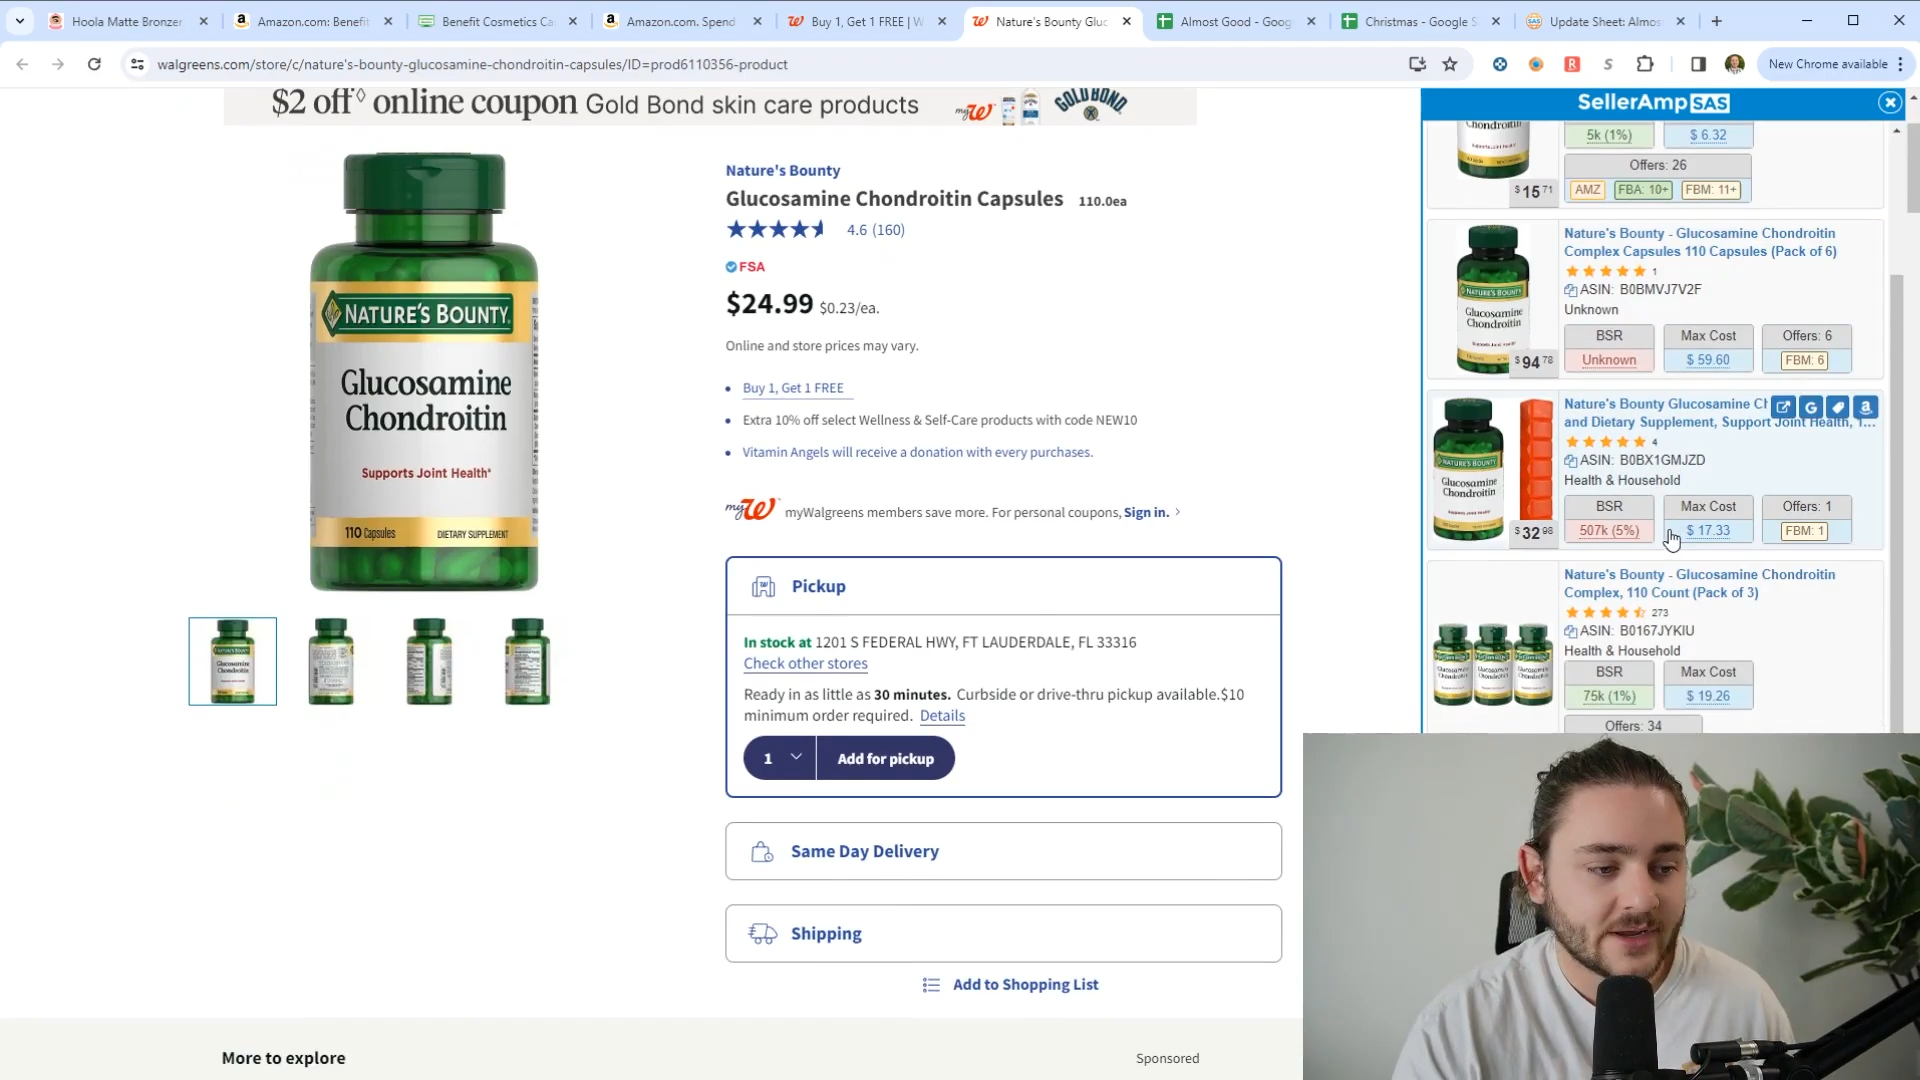 Hoola Matte Bronzer
Amazon.com: Benefit
Benefit Cosmetics Ca
Amazon.com. Spend
Buy 1, Get 1 FREE | W
Nature's Bounty Gluc
Almost Good - Goog
Christmas - Google S
Update Sheet: Almos
walgreens.com/store/c/nature's-bounty-glucosamine-chondroitin-capsules/ID=prod6110356-product
New Chrome available
$2 off◊ online coupon Gold Bond skin care products
myW
GOLD BOND
Nature's Bounty
Glucosamine Chondroitin Capsules 110.0ea
4.6 (160)
FSA
$24.99 $0.23/ea.
Online and store prices may vary.
Buy 1, Get 1 FREE
Extra 10% off select Wellness & Self-Care products with code NEW10
Vitamin Angels will receive a donation with every purchases.
myW myWalgreens members save more. For personal coupons, Sign in.
Pickup
In stock at 1201 S FEDERAL HWY, FT LAUDERDALE, FL 33316
Check other stores
Ready in as little as 30 minutes. Curbside or drive-thru pickup available.$10
minimum order required. Details
1 Add for pickup
Same Day Delivery
Shipping
Add to Shopping List
More to explore
Sponsored
NATURE'S BOUNTY®
Glucosamine
Chondroitin
Supports Joint Health*
110 Capsules DIETARY SUPPLEMENT
SellerAmp SAS
Chondroitin
$15.71
5k (1%) $ 6.32
Offers: 26
AMZ FBA: 10+ FBM: 11+
Nature's Bounty - Glucosamine Chondroitin
Complex Capsules 110 Capsules (Pack of 6)
1
ASIN: B0BMVJ7V2F
Unknown
BSR Max Cost Offers: 6
Unknown $ 59.60 FBM: 6
$94.78
Nature's Bounty Glucosamine Ch
and Dietary Supplement, Support Joint Health, 1...
4
ASIN: B0BX1GMJZD
Health & Household
BSR Max Cost Offers: 1
507k (5%) $ 17.33 FBM: 1
$32.98
Nature's Bounty - Glucosamine Chondroitin
Complex, 110 Count (Pack of 3)
273
ASIN: B0167JYKIU
Health & Household
BSR Max Cost
75k (1%) $ 19.26
Offers: 34